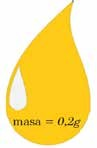 masa = 0,2g